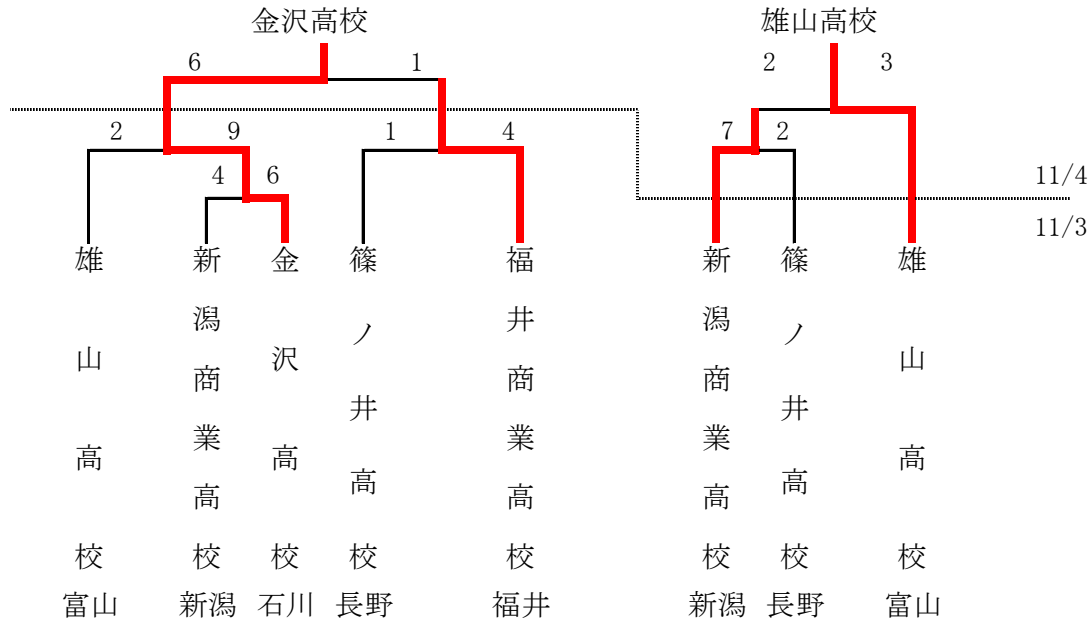 金沢高校
雄山高校
6 1
2 3
2 9
1 4
7 2
4 6
11/4
11/3
雄山高校
新潟商業高校
金沢高校
篠ノ井高校
福井商業高校
新潟商業高校
篠ノ井高校
雄山高校
富山 新潟 石川 長野 福井 新潟 長野 富山